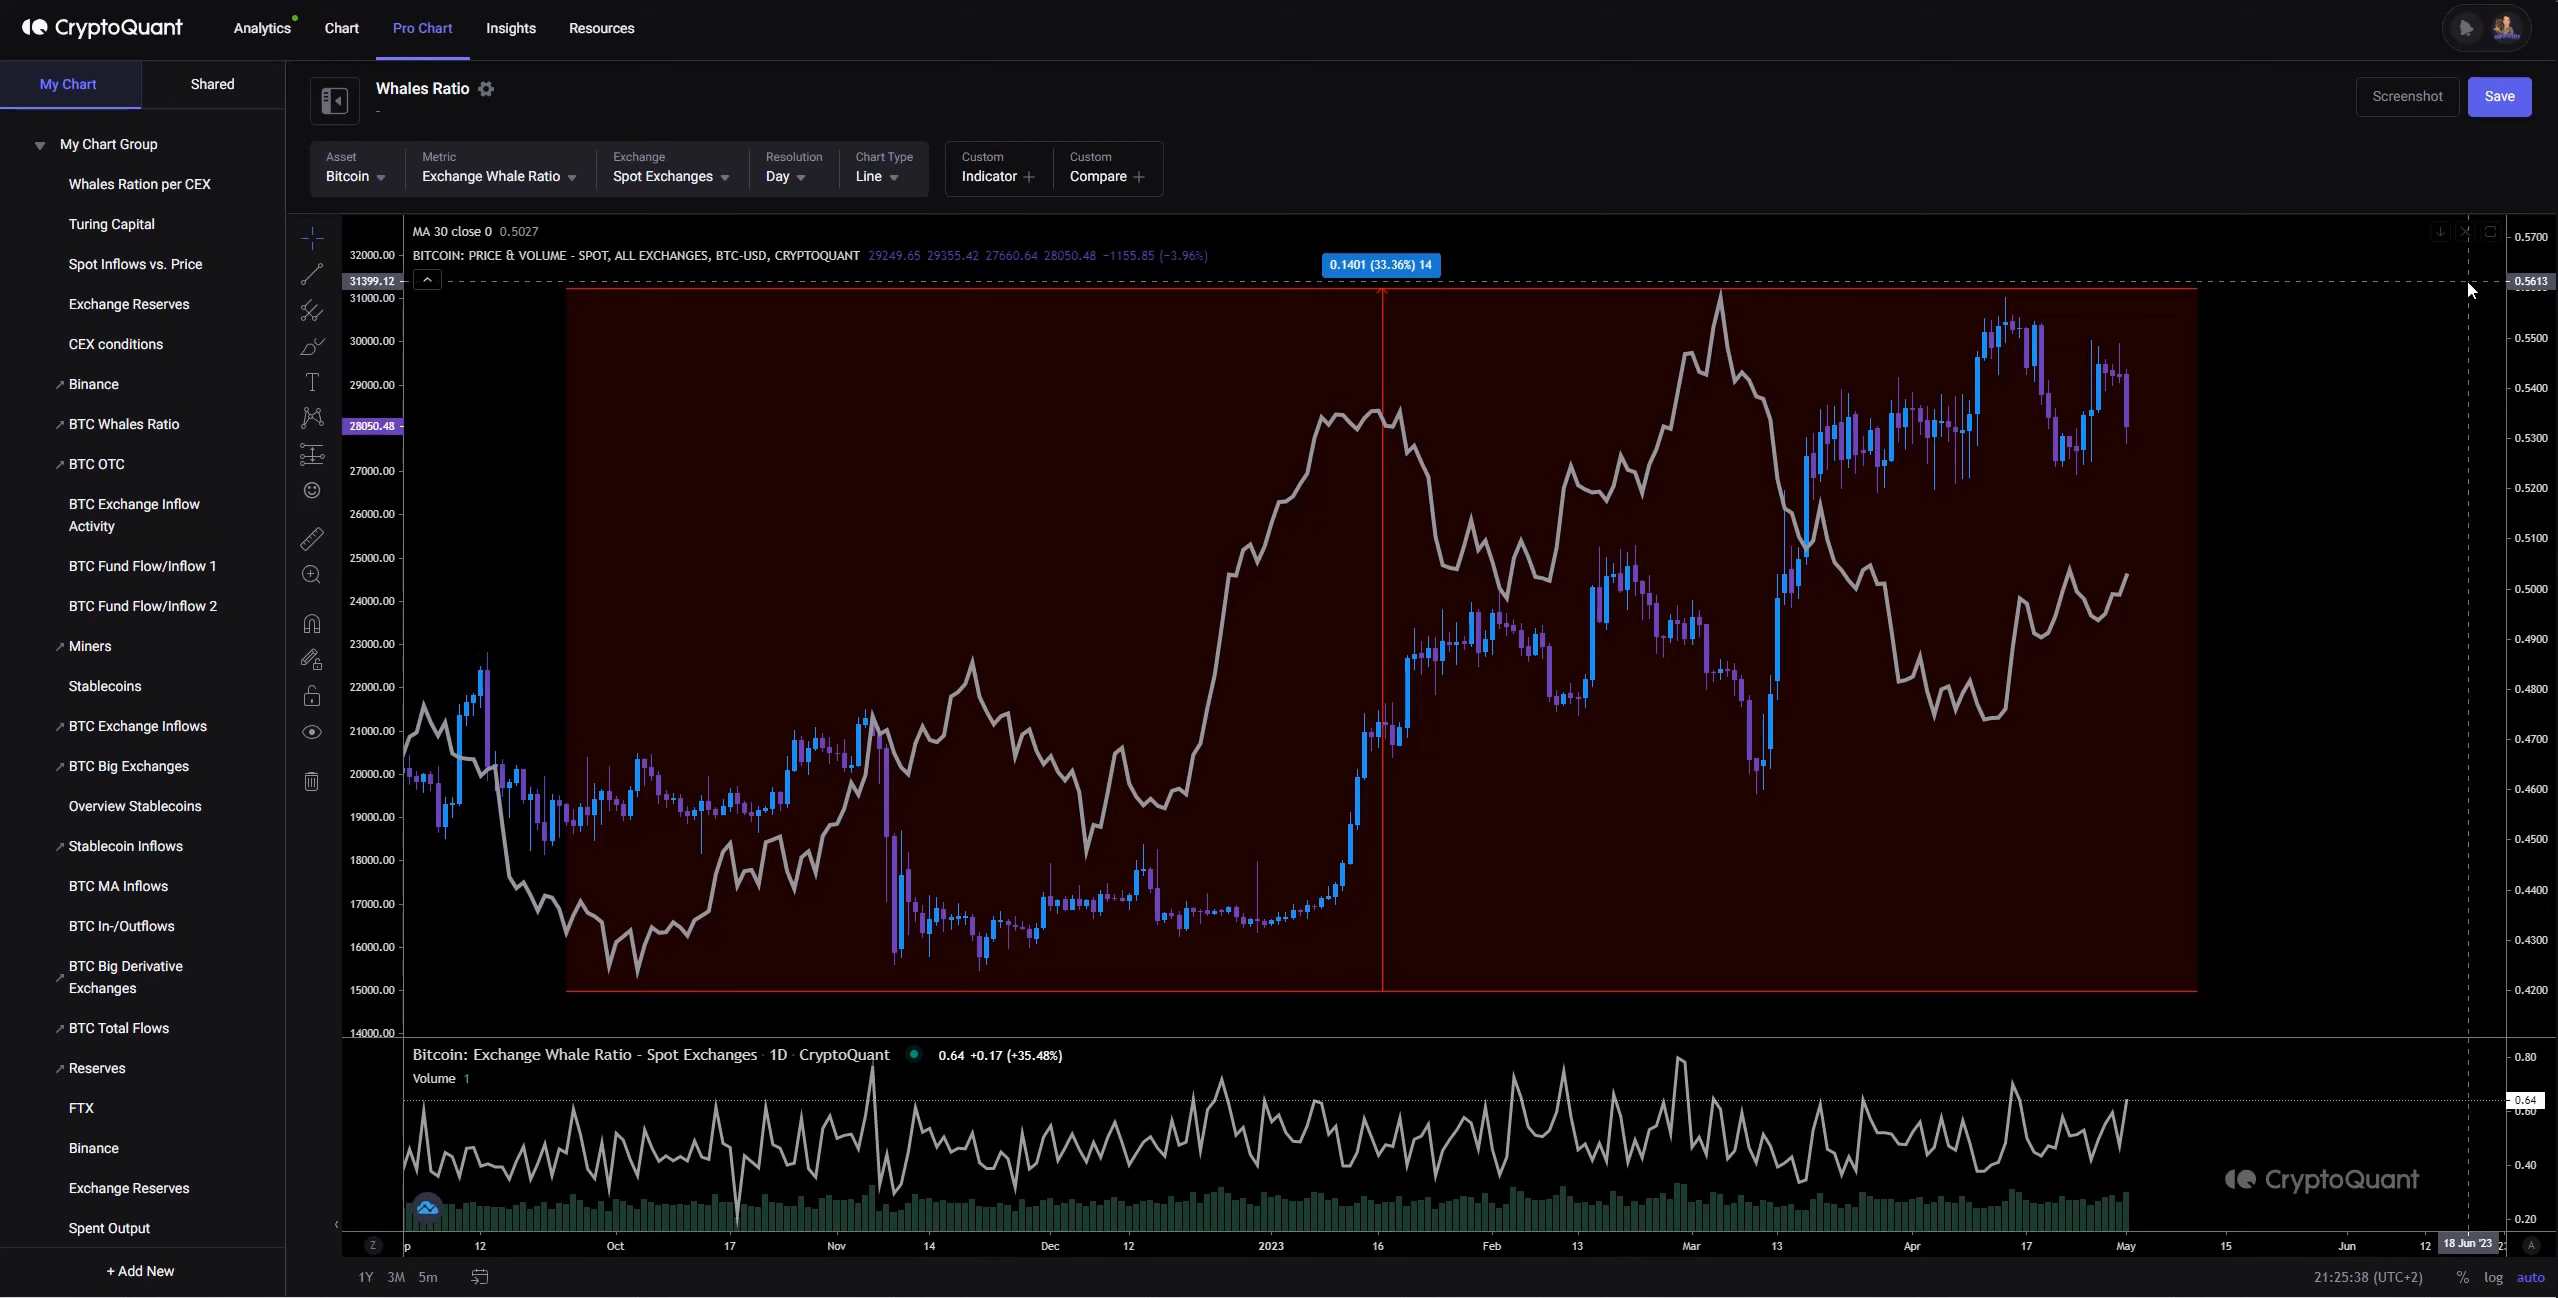 CryptoQuant
Analytics
Chart
Pro Chart
Insights
Resources
My Chart
Shared
Whales Ratio
-
Screenshot
Save
My Chart Group
Whales Ration per CEX
Turing Capital
Spot Inflows vs. Price
Exchange Reserves
CEX conditions
Binance
BTC Whales Ratio
BTC OTC
BTC Exchange Inflow
Activity
BTC Fund Flow/Inflow 1
BTC Fund Flow/Inflow 2
Miners
Stablecoins
BTC Exchange Inflows
BTC Big Exchanges
Overview Stablecoins
Stablecoin Inflows
BTC MA Inflows
BTC In-/Outflows
BTC Big Derivative
Exchanges
BTC Total Flows
Reserves
FTX
Binance
Exchange Reserves
Spent Output
+ Add New
Asset
Bitcoin
Metric
Exchange Whale Ratio
Exchange
Spot Exchanges
Resolution
Day
Chart Type
Line
Custom
Indicator +
Custom
Compare +
MA 30 close 0 0.5027
BITCOIN: PRICE & VOLUME - SPOT, ALL EXCHANGES, BTC-USD, CRYPTOQUANT 29249.65 29355.42 27660.64 28050.48 −1155.85 (−3.96%)
0.1401 (33.36%) 14
32000.00
31399.12
31000.00
30000.00
29000.00
28050.48
27000.00
26000.00
25000.00
24000.00
23000.00
22000.00
21000.00
20000.00
19000.00
18000.00
17000.00
16000.00
15000.00
14000.00
0.5700
0.5613
0.5500
0.5400
0.5300
0.5200
0.5100
0.5000
0.4900
0.4800
0.4700
0.4600
0.4500
0.4400
0.4300
0.4200
Bitcoin: Exchange Whale Ratio - Spot Exchanges · 1D · CryptoQuant 0.64 +0.17 (+35.48%)
Volume 1
0.80
0.64
0.60
0.40
0.20
CryptoQuant
Z
p
12
Oct
17
Nov
14
Dec
12
2023
16
Feb
13
Mar
13
Apr
17
May
15
Jun
12
18 Jun '23
A
1Y
3M
5m
21:25:38 (UTC+2)
%
log
auto